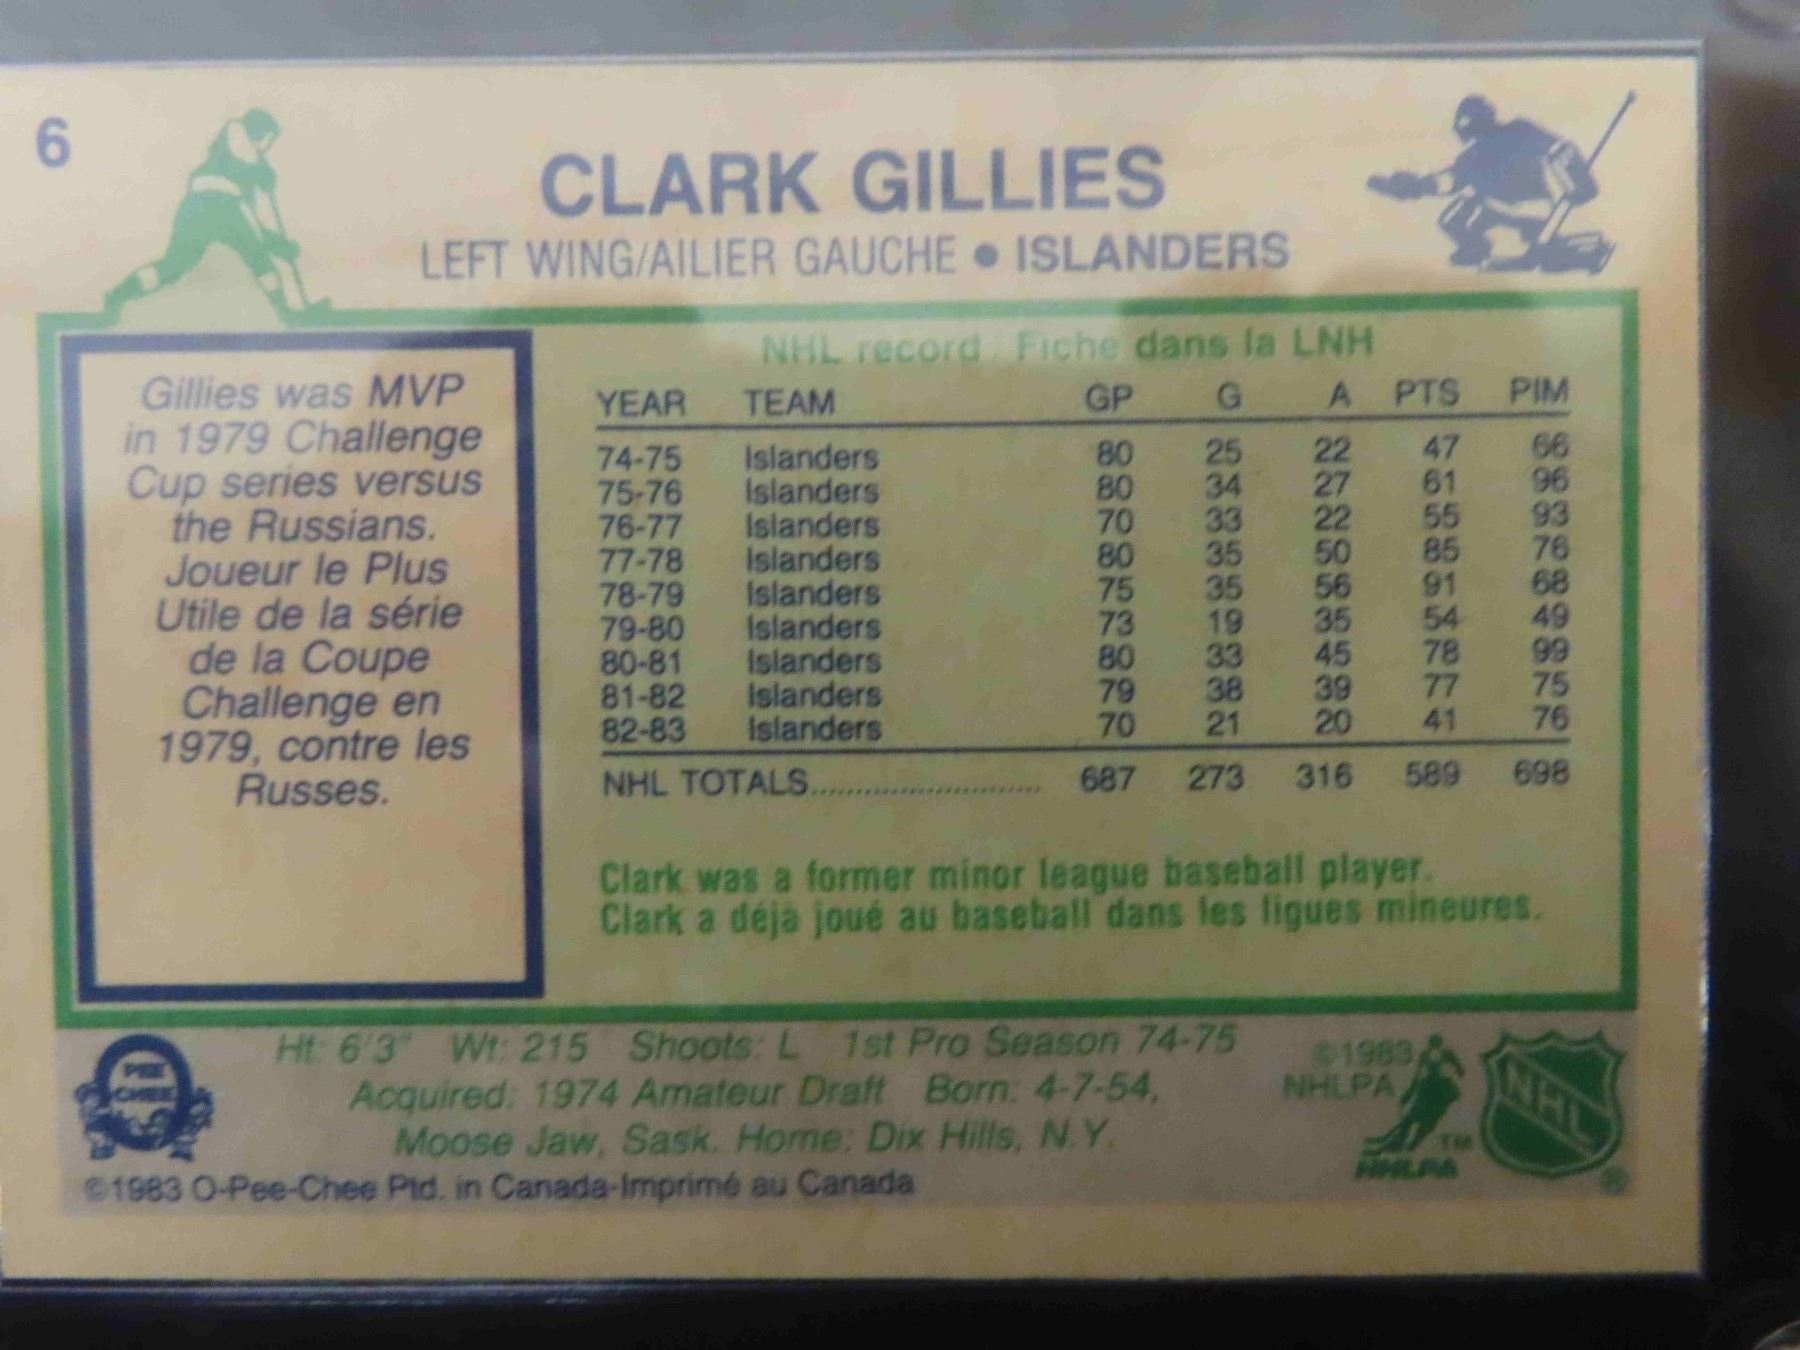 6
CLARK GILLIES
LEFT WING/AILIER GAUCHE • ISLANDERS
Gillies was MVP
in 1979 Challenge
Cup series versus
the Russians.
Joueur le Plus
Utile de la série
de la Coupe
Challenge en
1979, contre les
Russes.
NHL record Fiche dans la LNH
YEAR TEAM GP G A PTS PIM
74-75 Islanders 80 25 22 47 66
75-76 Islanders 80 34 27 61 96
76-77 Islanders 70 33 22 55 93
77-78 Islanders 80 35 50 85 76
78-79 Islanders 75 35 56 91 68
79-80 Islanders 73 19 35 54 49
80-81 Islanders 80 33 45 78 99
81-82 Islanders 79 38 39 77 75
82-83 Islanders 70 21 20 41 76
NHL TOTALS........................... 687 273 316 589 698
Clark was a former minor league baseball player.
Clark a déjà joué au baseball dans les ligues mineures.
Ht: 6'3" Wt: 215 Shoots: L 1st Pro Season 74-75
Acquired: 1974 Amateur Draft Born: 4-7-54,
Moose Jaw, Sask. Home: Dix Hills, N.Y.
©1983 O-Pee-Chee Ptd. in Canada-Imprimé au Canada
O
PEE
CHEE
©1983
NHLPA
TM
NHLPA
NHL
®